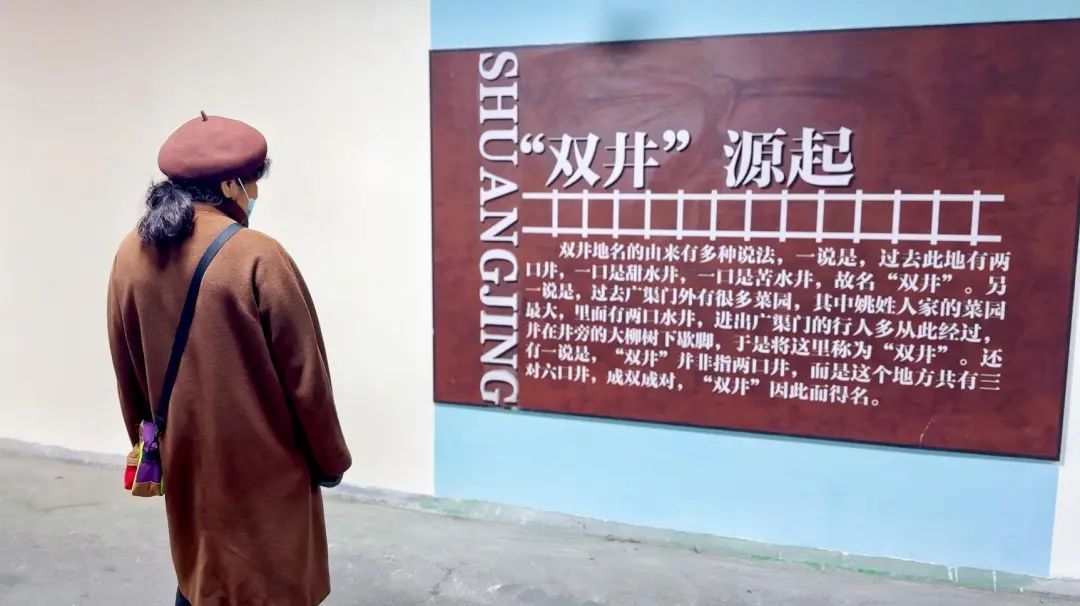 SHUANGJING
“双井”源起
双井地名的由来有多种说法，一说是，过去此地有两
口井，一口是甜水井，一口是苦水井，故名“双井”。另
一说是，过去广渠门外有很多菜园，其中姚姓人家的菜园
最大，里面有两口水井，进出广渠门的行人多从此经过，
并在井旁的大柳树下歇脚，于是将这里称为“双井”。还
有一说是，“双井”并非指两口井，而是这个地方共有三
对六口井，成双成对，“双井”因此而得名。